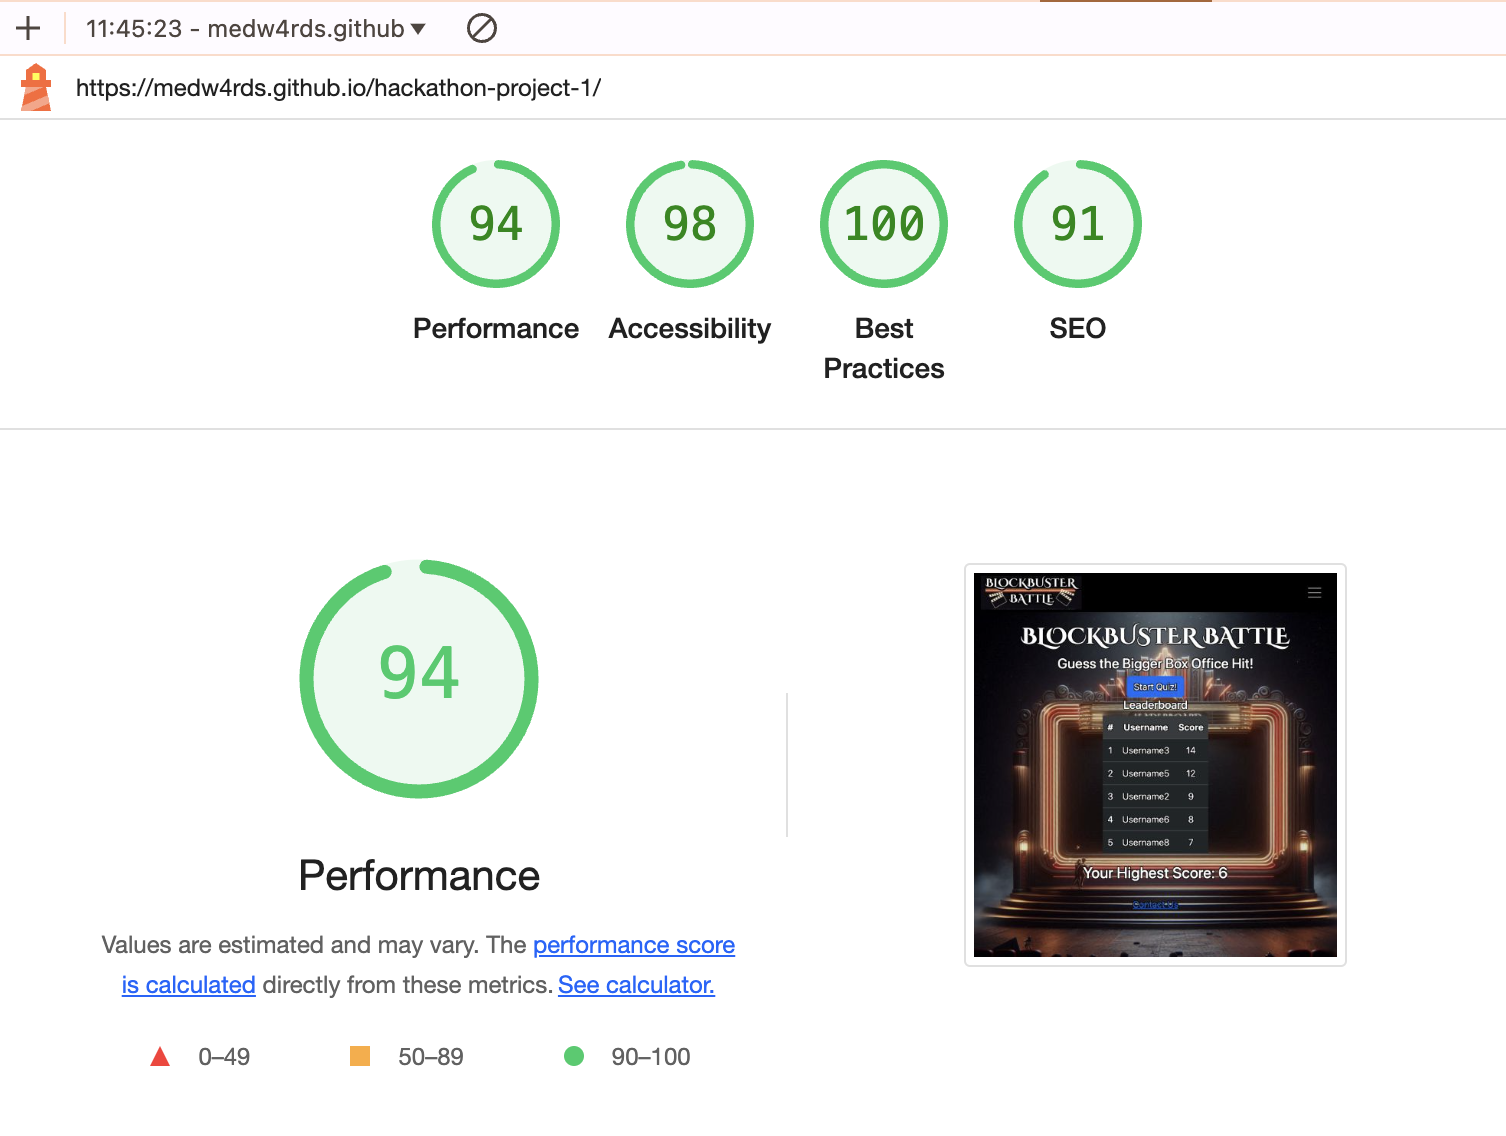 11:45:23 - medw4rds.github
https://medw4rds.github.io/hackathon-project-1/
94
98
100
91
Performance
Accessibility
Best
Practices
SEO
94
Performance
Values are estimated and may vary. The performance score
is calculated directly from these metrics. See calculator.
0–49
50–89
90–100
BLOCKBUSTER
BATTLE
BLOCKBUSTER BATTLE
Guess the Bigger Box Office Hit!
Start Quiz!
Leaderboard
# Username Score
1 Username3 14
2 Username5 12
3 Username2 9
4 Username6 8
5 Username8 7
Your Highest Score: 6
Contact Us